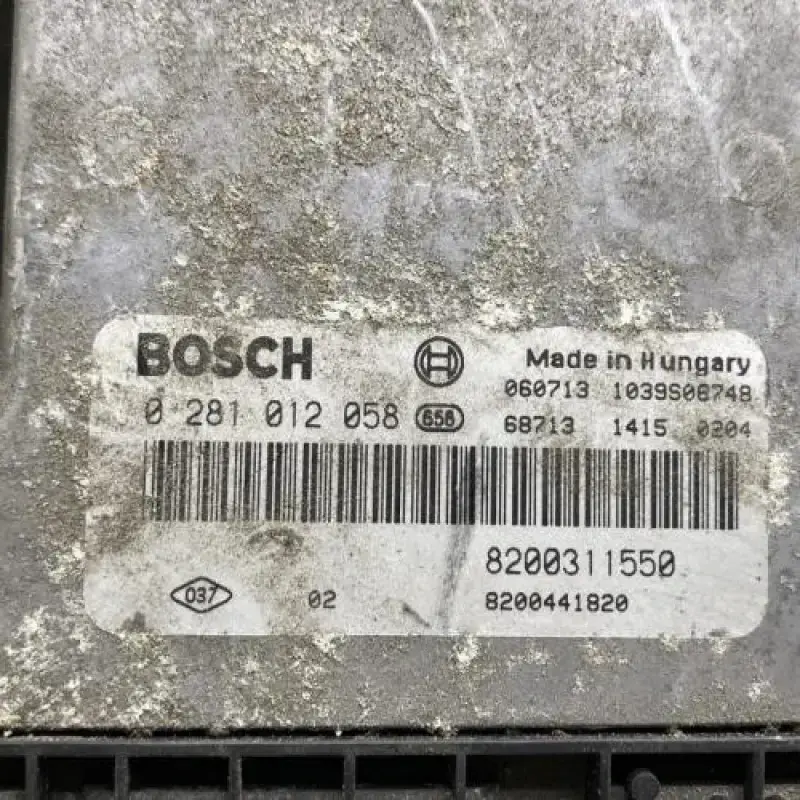 BOSCH Made in Hungary
060713 1039S08748
0 281 012 058 656
68713 1415 0204
8200311550
037 02 8200441820